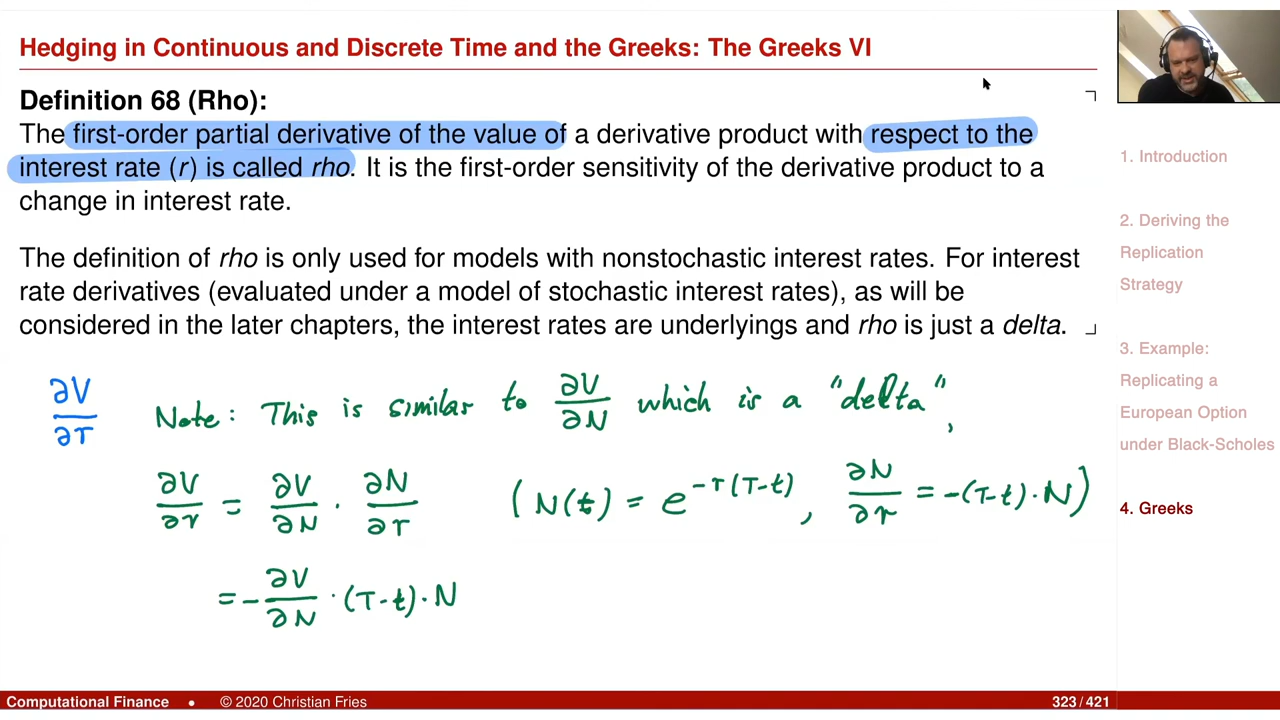 Hedging in Continuous and Discrete Time and the Greeks: The Greeks VI
Definition 68 (Rho):
The first-order partial derivative of the value of a derivative product with respect to the
interest rate (r) is called rho. It is the first-order sensitivity of the derivative product to a
change in interest rate.
The definition of rho is only used for models with nonstochastic interest rates. For interest
rate derivatives (evaluated under a model of stochastic interest rates), as will be
considered in the later chapters, the interest rates are underlyings and rho is just a delta.
∂V/∂r Note: This is similar to ∂V/∂N which is a "delta",
∂V/∂r = ∂V/∂N · ∂N/∂r (N(t) = e^{-r(T-t)}, ∂N/∂r = -(T-t)·N)
= - ∂V/∂N · (T-t)·N
1. Introduction
2. Deriving the
Replication
Strategy
3. Example:
Replicating a
European Option
under Black-Scholes
4. Greeks
Computational Finance • © 2020 Christian Fries 323/421